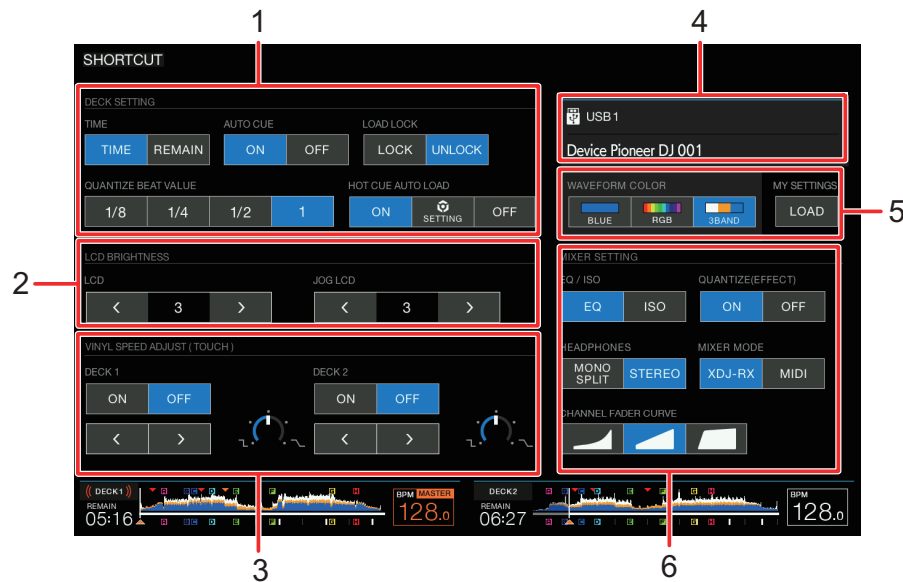 1
4
SHORTCUT
DECK SETTING
TIME AUTO CUE LOAD LOCK
TIME REMAIN ON OFF LOCK UNLOCK
QUANTIZE BEAT VALUE HOT CUE AUTO LOAD
1/8 1/4 1/2 1 ON SETTING OFF
USB 1
Device Pioneer DJ 001
WAVEFORM COLOR MY SETTINGS
BLUE RGB 3BAND LOAD
5
2
LCD BRIGHTNESS
LCD JOG LCD
< 3 > < 3 >
VINYL SPEED ADJUST ( TOUCH )
DECK 1 DECK 2
ON OFF ON OFF
< > < >
MIXER SETTING
EQ / ISO QUANTIZE(EFFECT)
EQ ISO ON OFF
HEADPHONES MIXER MODE
MONO SPLIT STEREO XDJ-RX MIDI
CHANNEL FADER CURVE
DECK1 BPM MASTER
REMAIN
05:16 128.0
DECK2 BPM
REMAIN
06:27 128.0
3
6